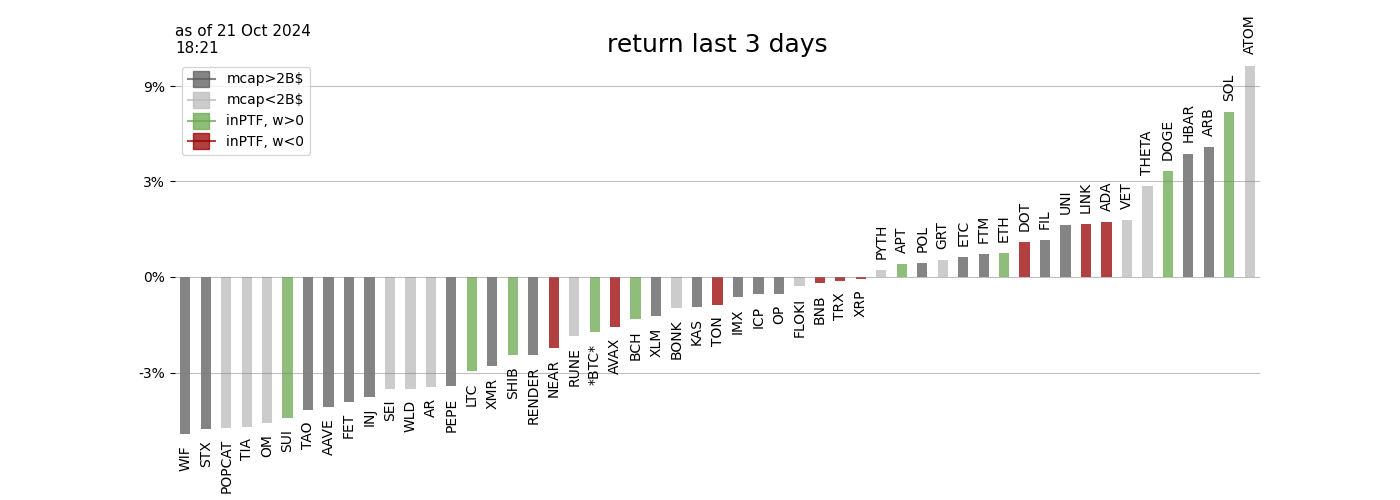 as of 21 Oct 2024
18:21
return last 3 days
mcap>2B$
mcap<2B$
inPTF, w>0
inPTF, w<0
9%
3%
0%
-3%
WIF
STX
POPCAT
TIA
OM
SUI
TAO
AAVE
FET
INJ
SEI
WLD
AR
PEPE
LTC
XMR
SHIB
RENDER
NEAR
RUNE
*BTC*
AVAX
BCH
XLM
BONK
KAS
TON
IMX
ICP
OP
FLOKI
BNB
TRX
XRP
PYTH
APT
POL
GRT
ETC
FTM
ETH
DOT
FIL
UNI
LINK
ADA
VET
THETA
DOGE
HBAR
ARB
SOL
ATOM